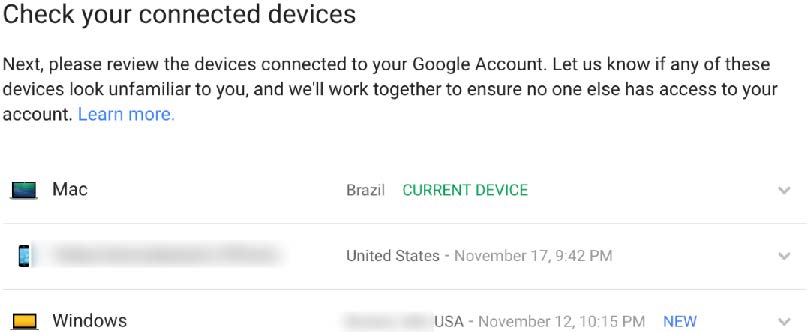 Check your connected devices
Next, please review the devices connected to your Google Account. Let us know if any of these
devices look unfamiliar to you, and we'll work together to ensure no one else has access to your
account. Learn more.
Mac Brazil CURRENT DEVICE
United States - November 17, 9:42 PM
Windows USA - November 12, 10:15 PM NEW